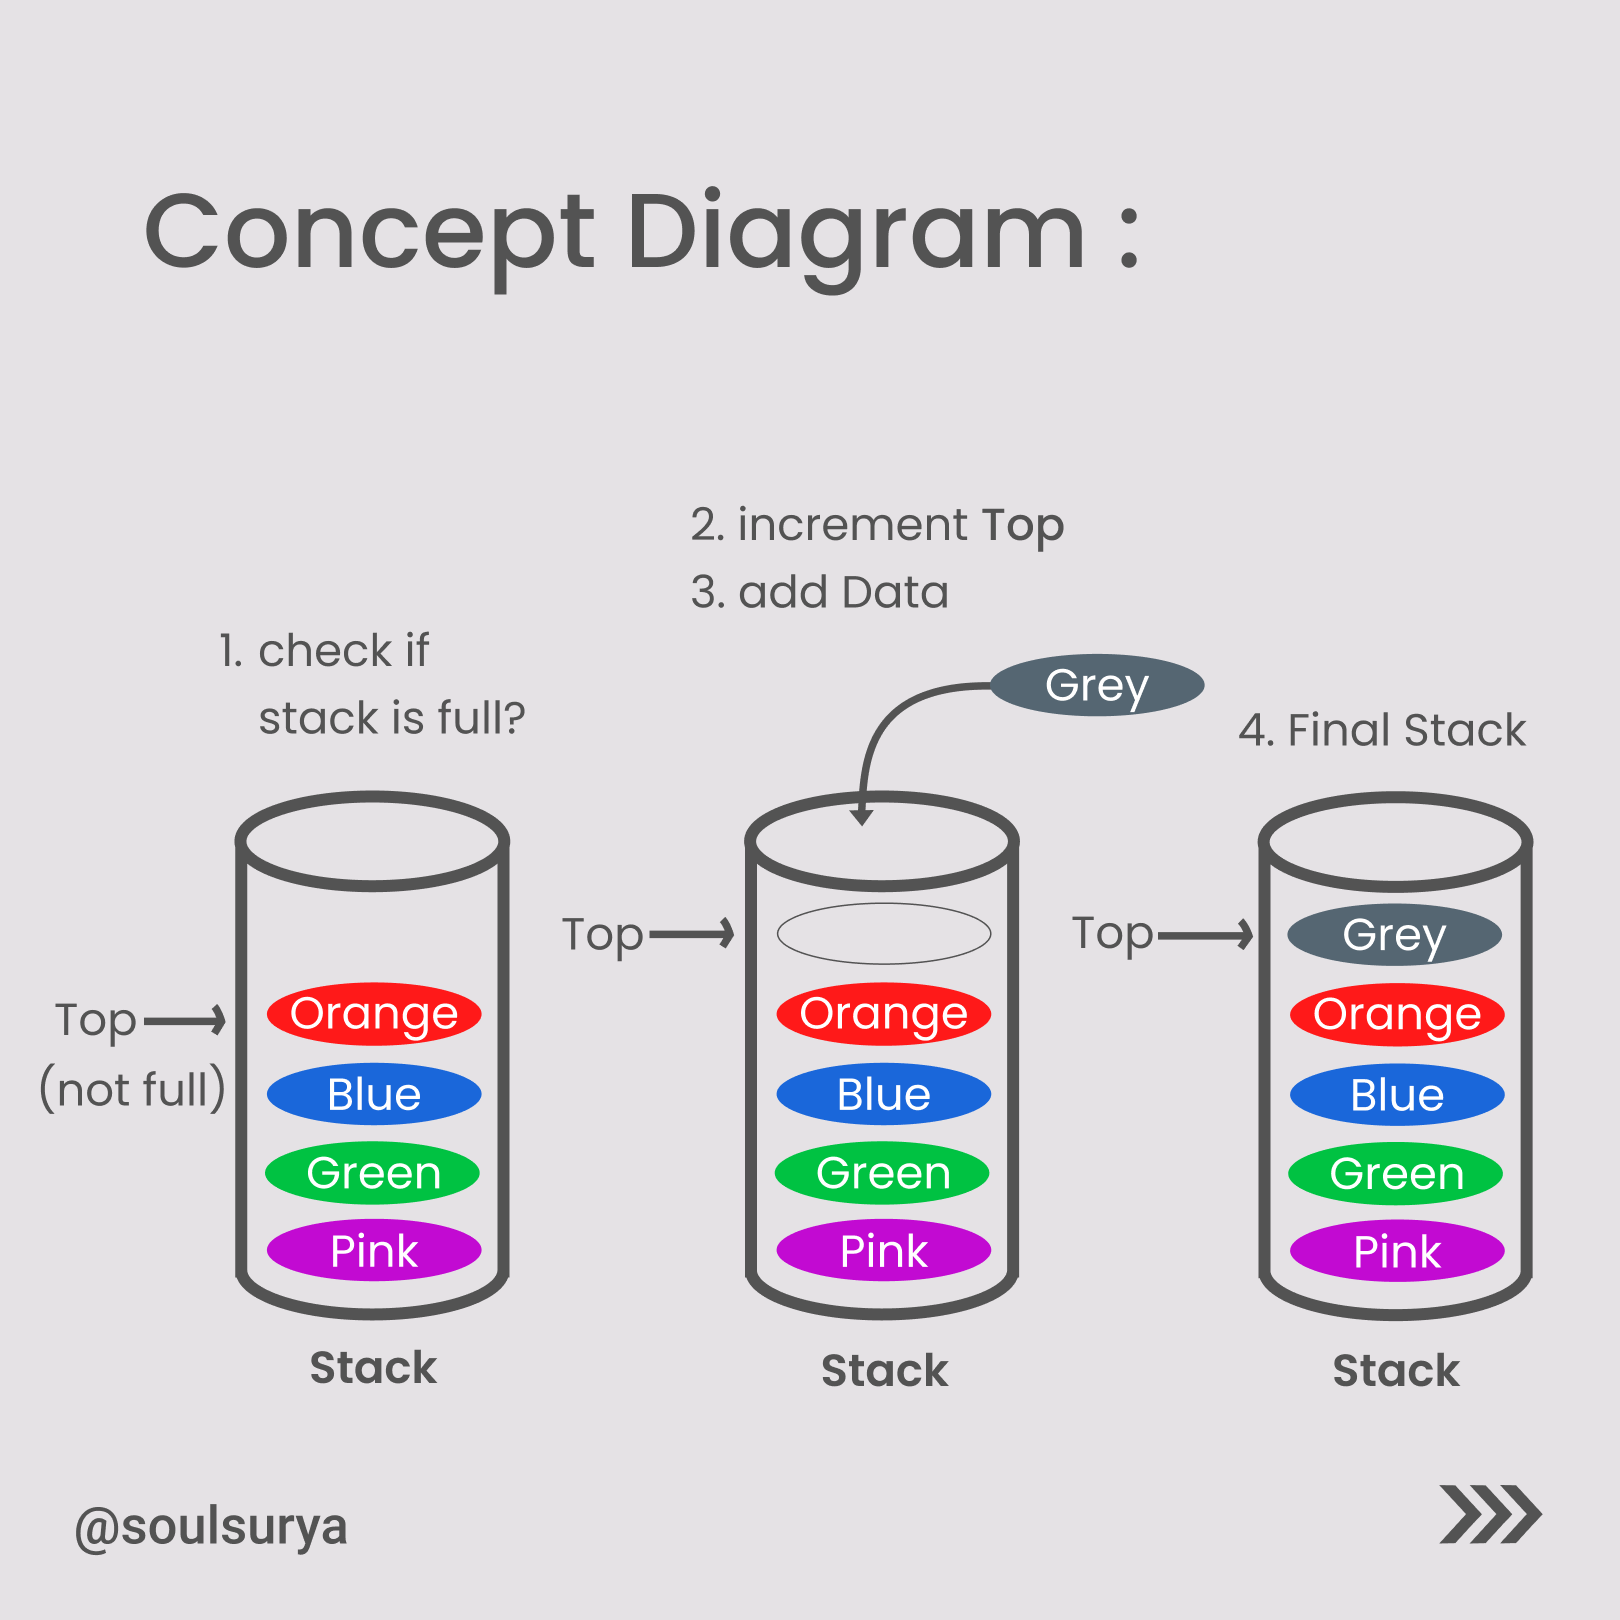 Concept Diagram :
1. check if
stack is full?
2. increment Top
3. add Data
Grey
4. Final Stack
Top
(not full)
Orange
Blue
Green
Pink
Stack
Top
Orange
Blue
Green
Pink
Stack
Top
Grey
Orange
Blue
Green
Pink
Stack
@soulsurya